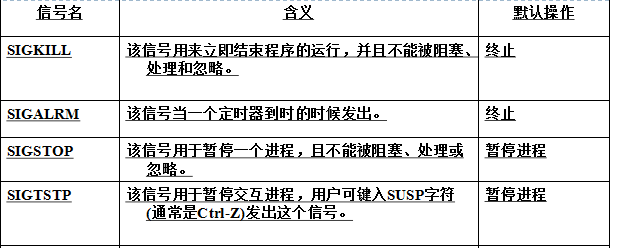 信号名 含义 默认操作
SIGKILL 该信号用来立即结束程序的运行，并且不能被阻塞、 终止
处理和忽略。
SIGALRM 该信号当一个定时器到时的时候发出。 终止
SIGSTOP 该信号用于暂停一个进程，且不能被阻塞、处理或 暂停进程
忽略。
SIGTSTP 该信号用于暂停交互进程，用户可键入SUSP字符 暂停进程
(通常是Ctrl-Z)发出这个信号。